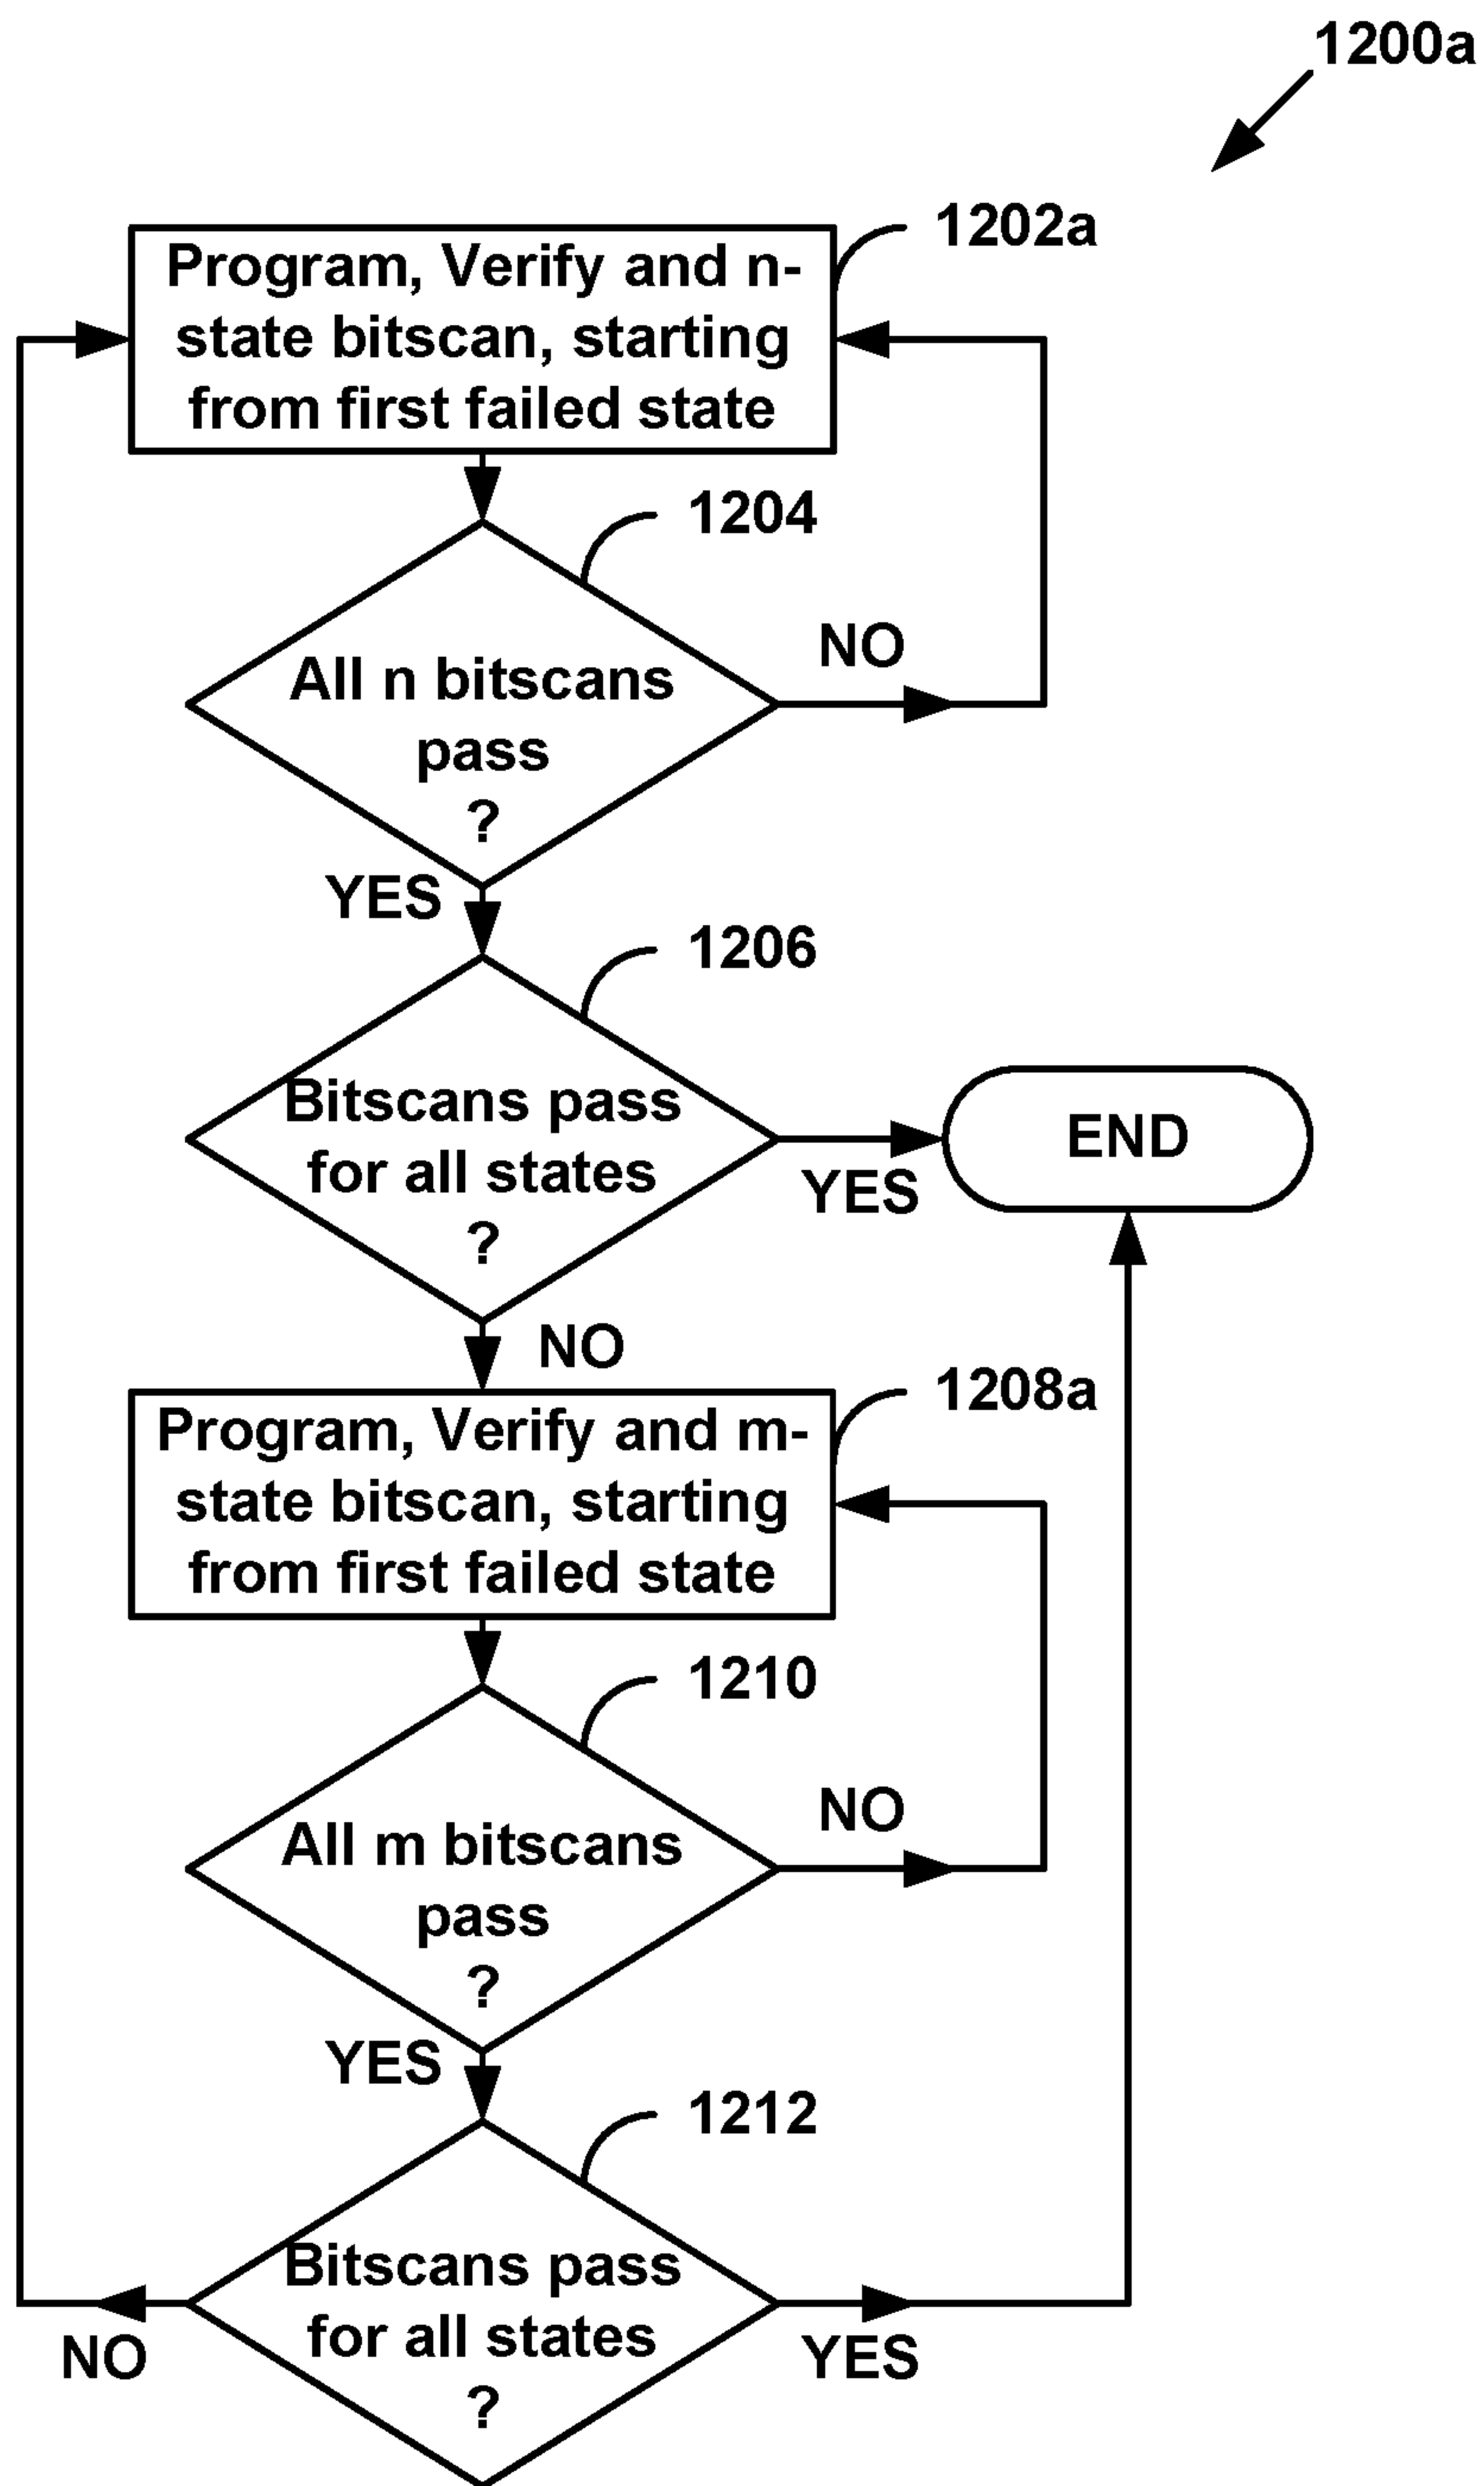 1200a
1202a
Program, Verify and n-
state bitscan, starting
from first failed state
1204
All n bitscans
pass
?
NO
YES
1206
Bitscans pass
for all states
?
YES
END
NO
1208a
Program, Verify and m-
state bitscan, starting
from first failed state
1210
All m bitscans
pass
?
NO
YES
1212
Bitscans pass
for all states
?
NO
YES